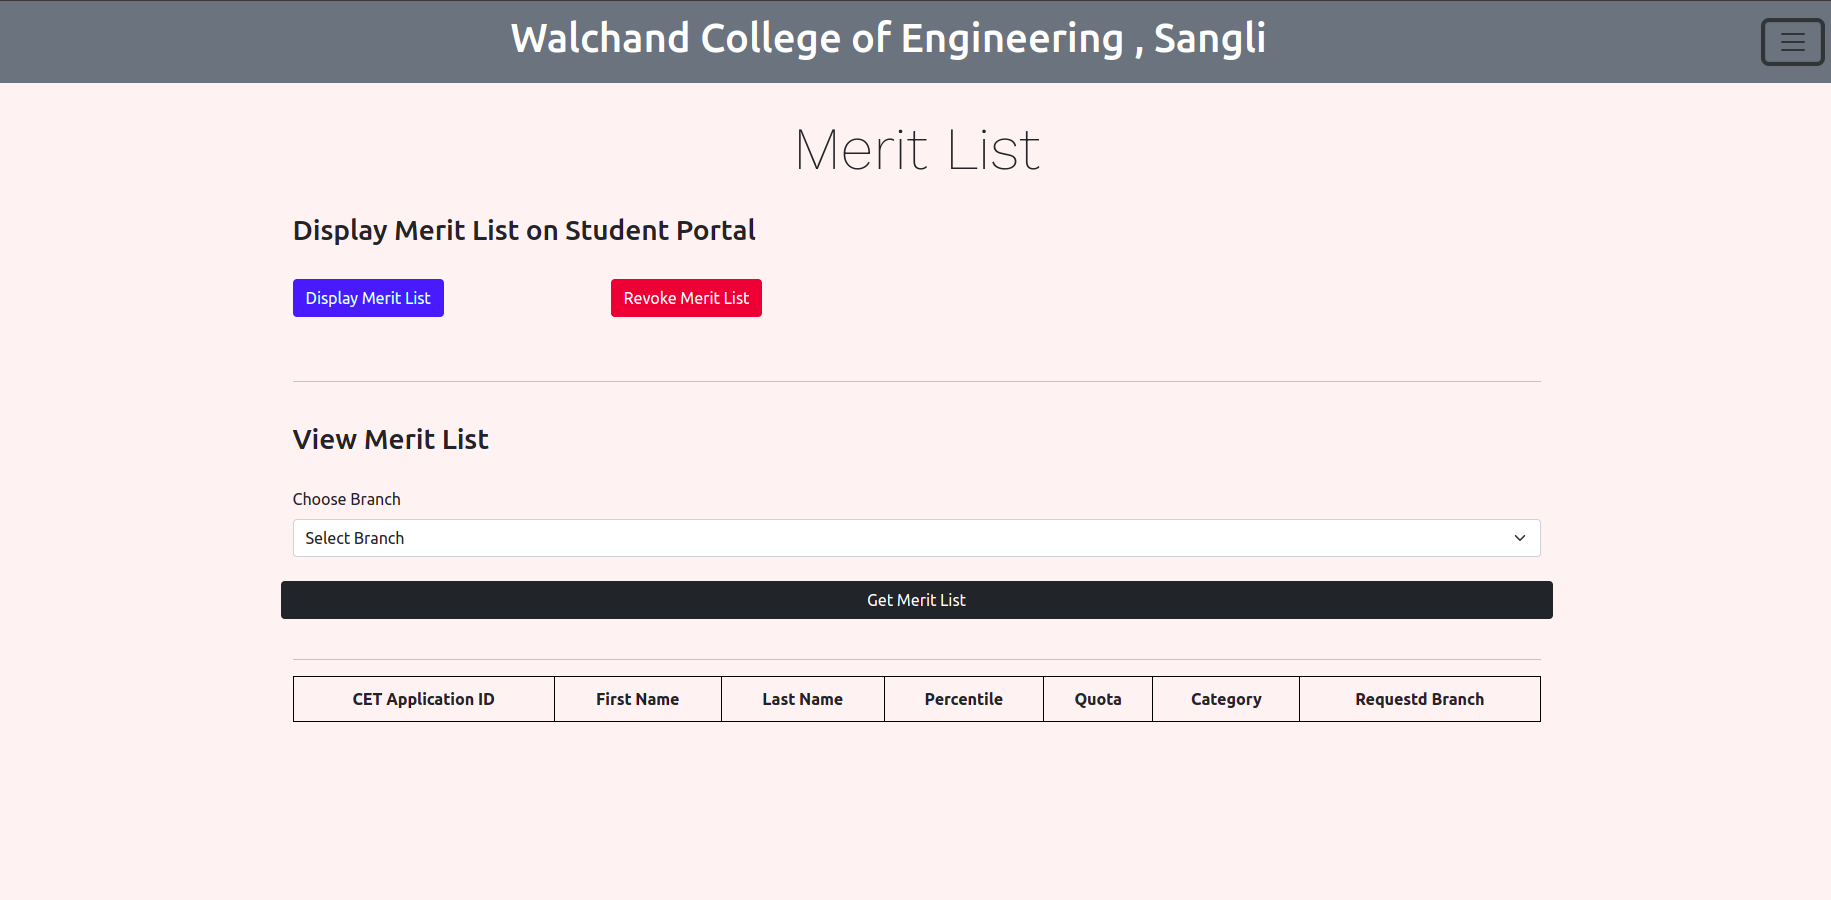 Walchand College of Engineering , Sangli
Merit List
Display Merit List on Student Portal
Display Merit List Revoke Merit List
View Merit List
Choose Branch
Select Branch
Get Merit List
CET Application ID First Name Last Name Percentile Quota Category Requestd Branch